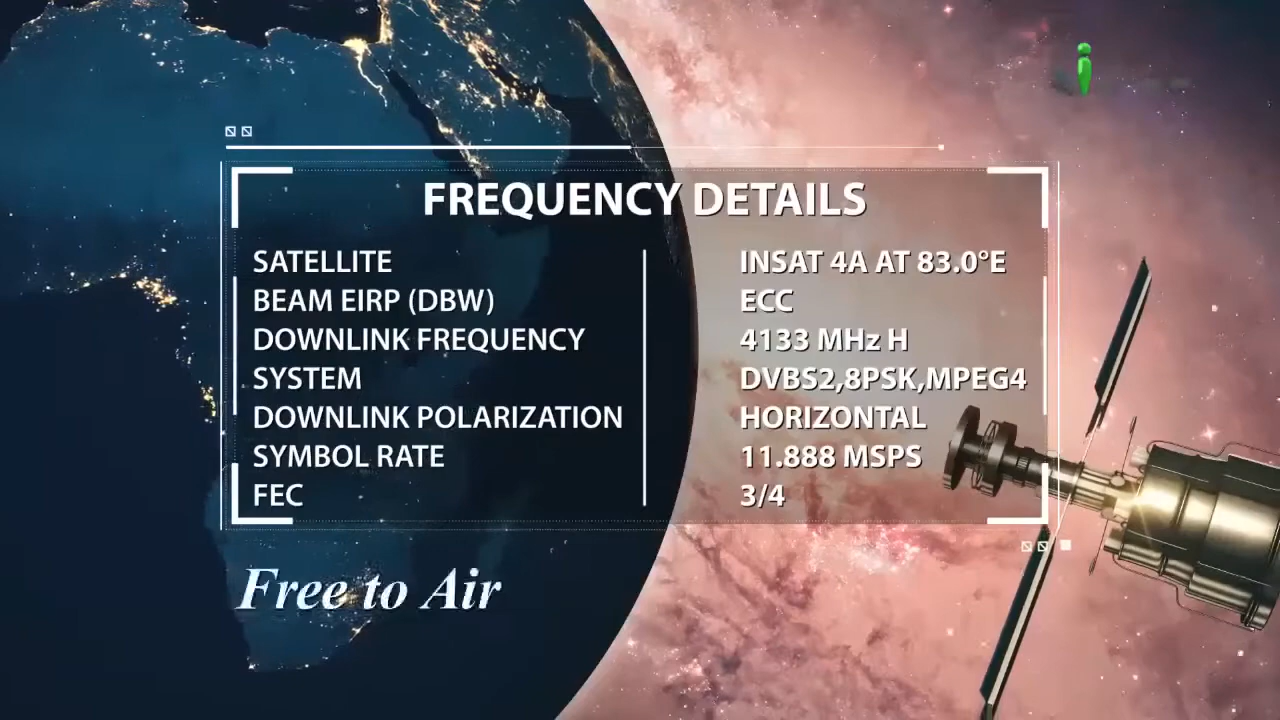 FREQUENCY DETAILS
SATELLITE INSAT 4A AT 83.0°E
BEAM EIRP (DBW) ECC
DOWNLINK FREQUENCY 4133 MHz H
SYSTEM DVBS2,8PSK,MPEG4
DOWNLINK POLARIZATION HORIZONTAL
SYMBOL RATE 11.888 MSPS
FEC 3/4
Free to Air